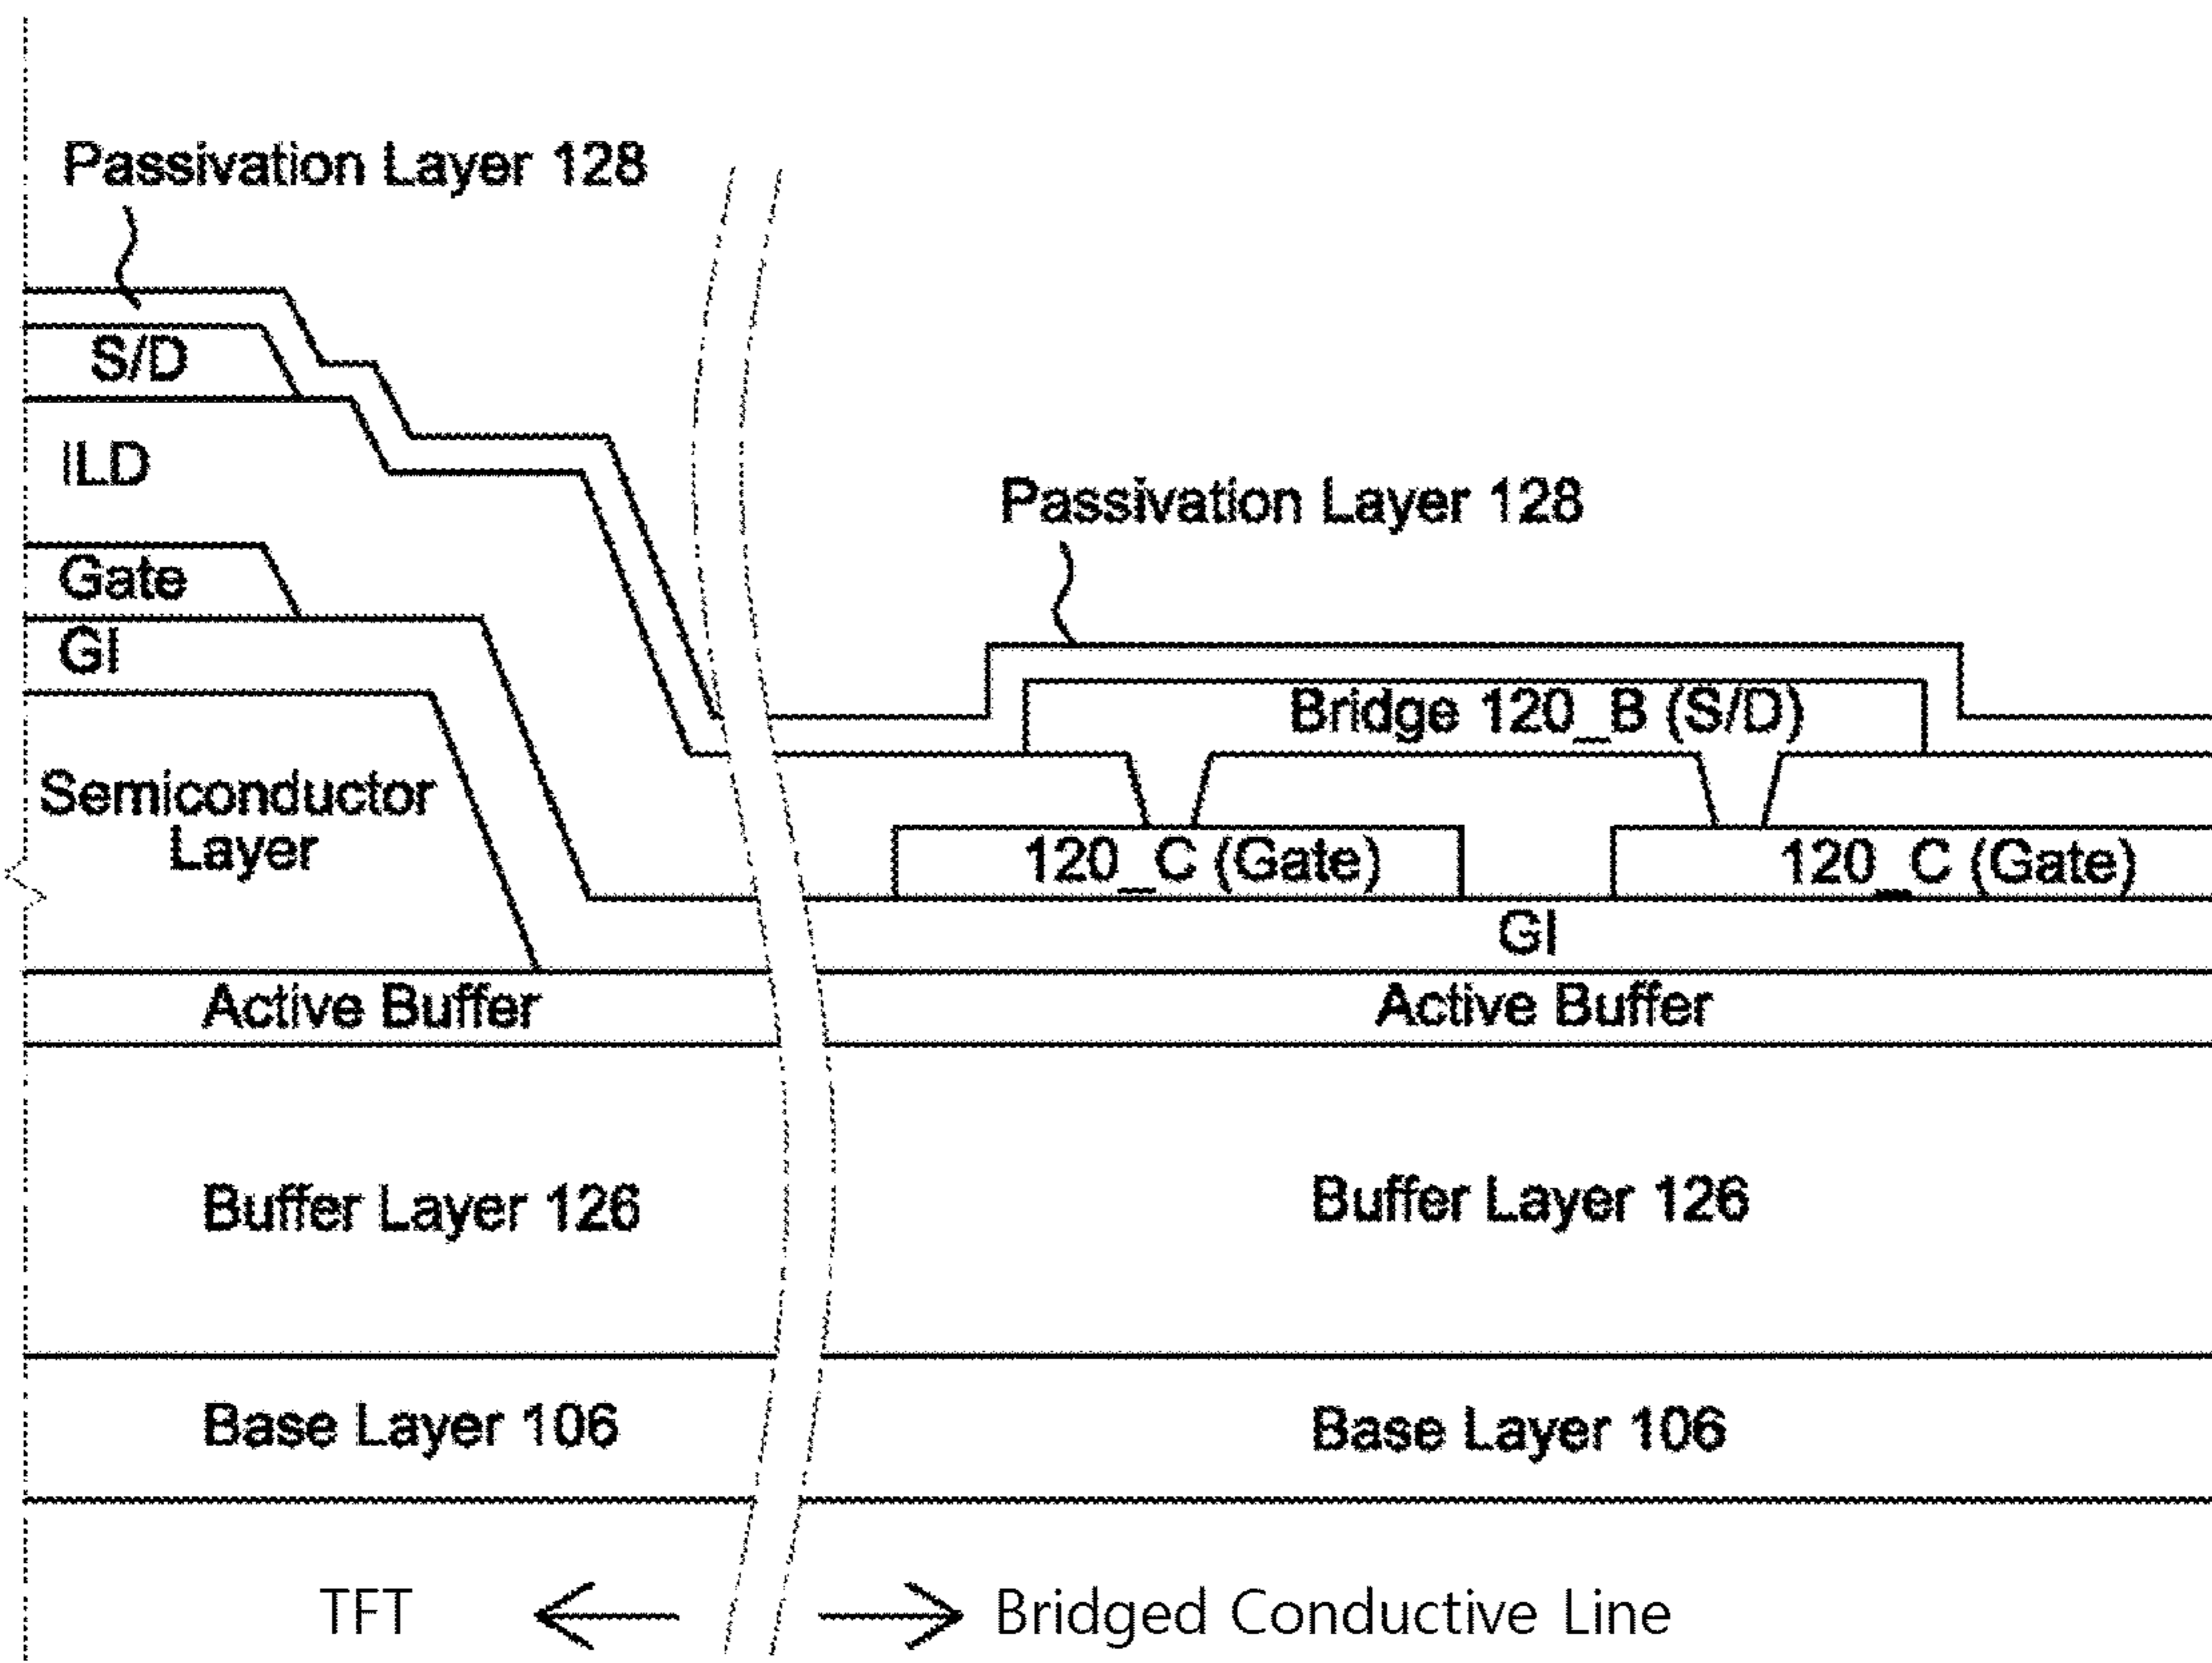 Passivation Layer 128
S/D
ILD
Gate
GI
Semiconductor
Layer
Active Buffer
Buffer Layer 126
Base Layer 106
TFT
Passivation Layer 128
Bridge 120_B (S/D)
120_C (Gate)
120_C (Gate)
GI
Active Buffer
Buffer Layer 126
Base Layer 106
Bridged Conductive Line